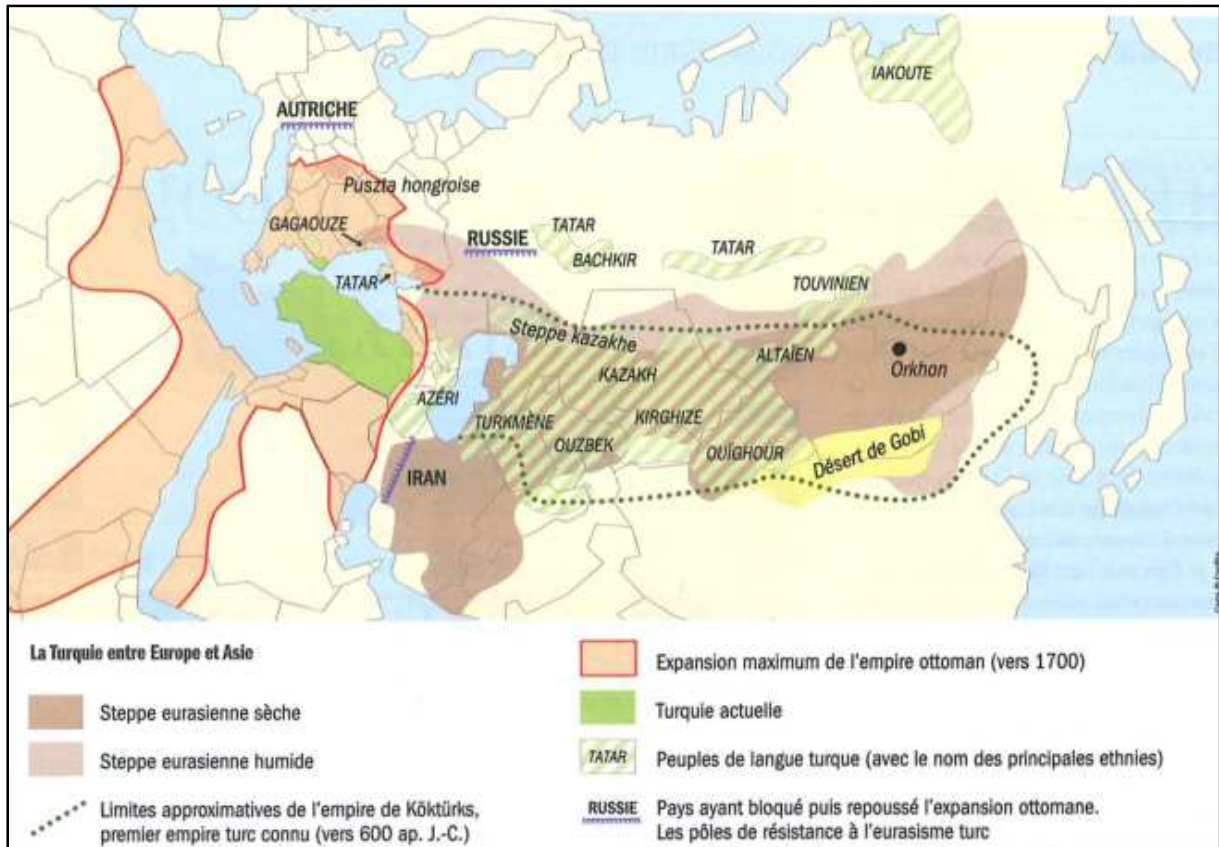 IAKOUTE
AUTRICHE
Puszta hongroise
GAGAOUZE
RUSSIE
TATAR
BACHKIR
TATAR
TATAR
TOUVINIEN
Steppe kazakhe
ALTAÏEN
Orkhon
KAZAKH
AZÉRI
TURKMÈNE
KIRGHIZE
OUZBEK
OUÏGHOUR
Désert de Gobi
IRAN
La Turquie entre Europe et Asie
Steppe eurasienne sèche
Steppe eurasienne humide
Limites approximatives de l'empire de Köktürks,
premier empire turc connu (vers 600 ap. J.-C.)
Expansion maximum de l'empire ottoman (vers 1700)
Turquie actuelle
TATAR Peuples de langue turque (avec le nom des principales ethnies)
RUSSIE Pays ayant bloqué puis repoussé l'expansion ottomane.
Les pôles de résistance à l'eurasisme turc